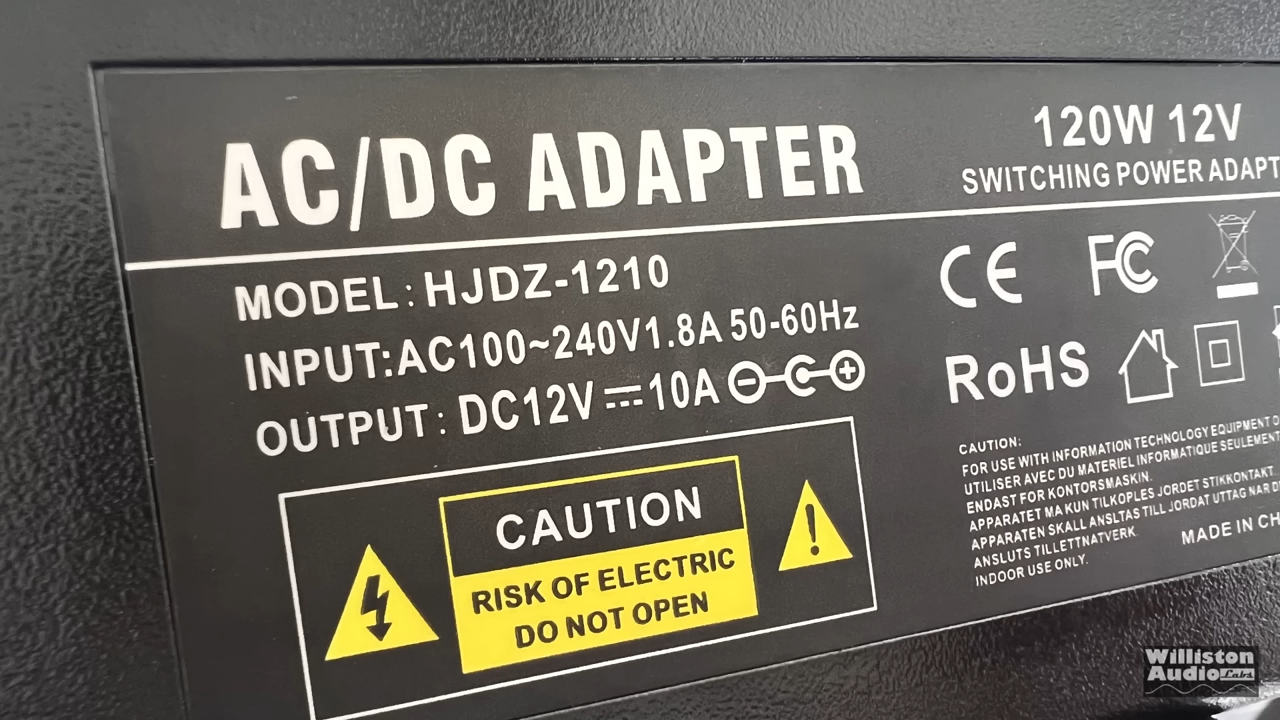 AC/DC ADAPTER
120W 12V
SWITCHING POWER ADAPT
MODEL: HJDZ-1210
INPUT:AC100~240V1.8A 50-60Hz
OUTPUT: DC12V⎓10A
CE FC
RoHS
CAUTION
RISK OF ELECTRIC
DO NOT OPEN
CAUTION:
FOR USE WITH INFORMATION TECHNOLOGY EQUIPMENT
UTILISER AVEC DU MATERIEL INFORMATIQUE SEULEMENT
ENDAST FOR KONTORSMASKIN.
APPARATET MA KUN TILKOPLES JORDET STIKKONTAKT
APPARATEN SKALL ANSLTAS TILL JORDAT UTTAG NAR
ANSLUTS TILLETTNATVERK.
INDOOR USE ONLY.
MADE IN CH
Williston
Audio Labs